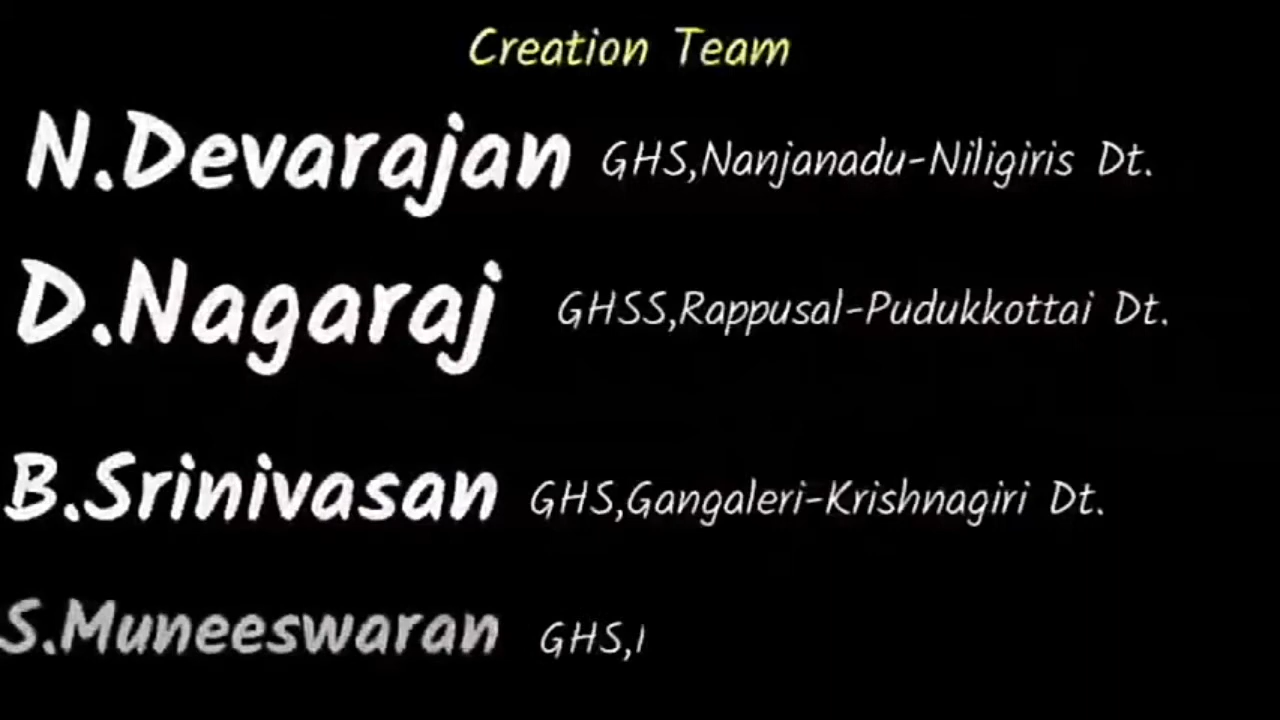 Creation Team
N.Devarajan GHS,Nanjanadu-Niligiris Dt.
D.Nagaraj GHSS,Rappusal-Pudukkottai Dt.
B.Srinivasan GHS,Gangaleri-Krishnagiri Dt.
S.Muneeswaran GHS,